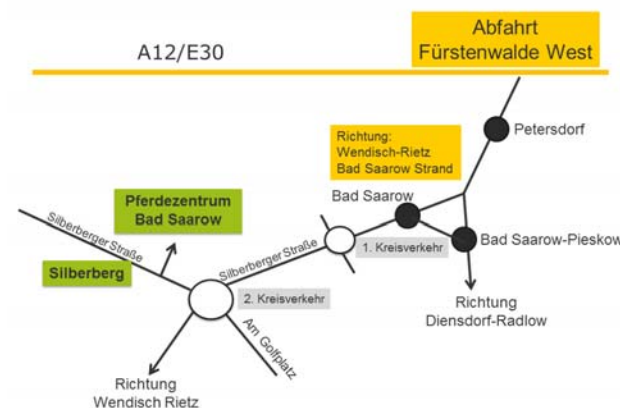 Abfahrt
Fürstenwalde West
A12/E30
Petersdorf
Richtung:
Wendisch-Rietz
Bad Saarow Strand
Bad Saarow
Pferdezentrum
Bad Saarow
Silberberger Straße
Silberberger Straße
1. Kreisverkehr
Bad Saarow-Pieskow
Silberberg
2. Kreisverkehr
Richtung
Diensdorf-Radlow
Am Golfplatz
Richtung
Wendisch Rietz